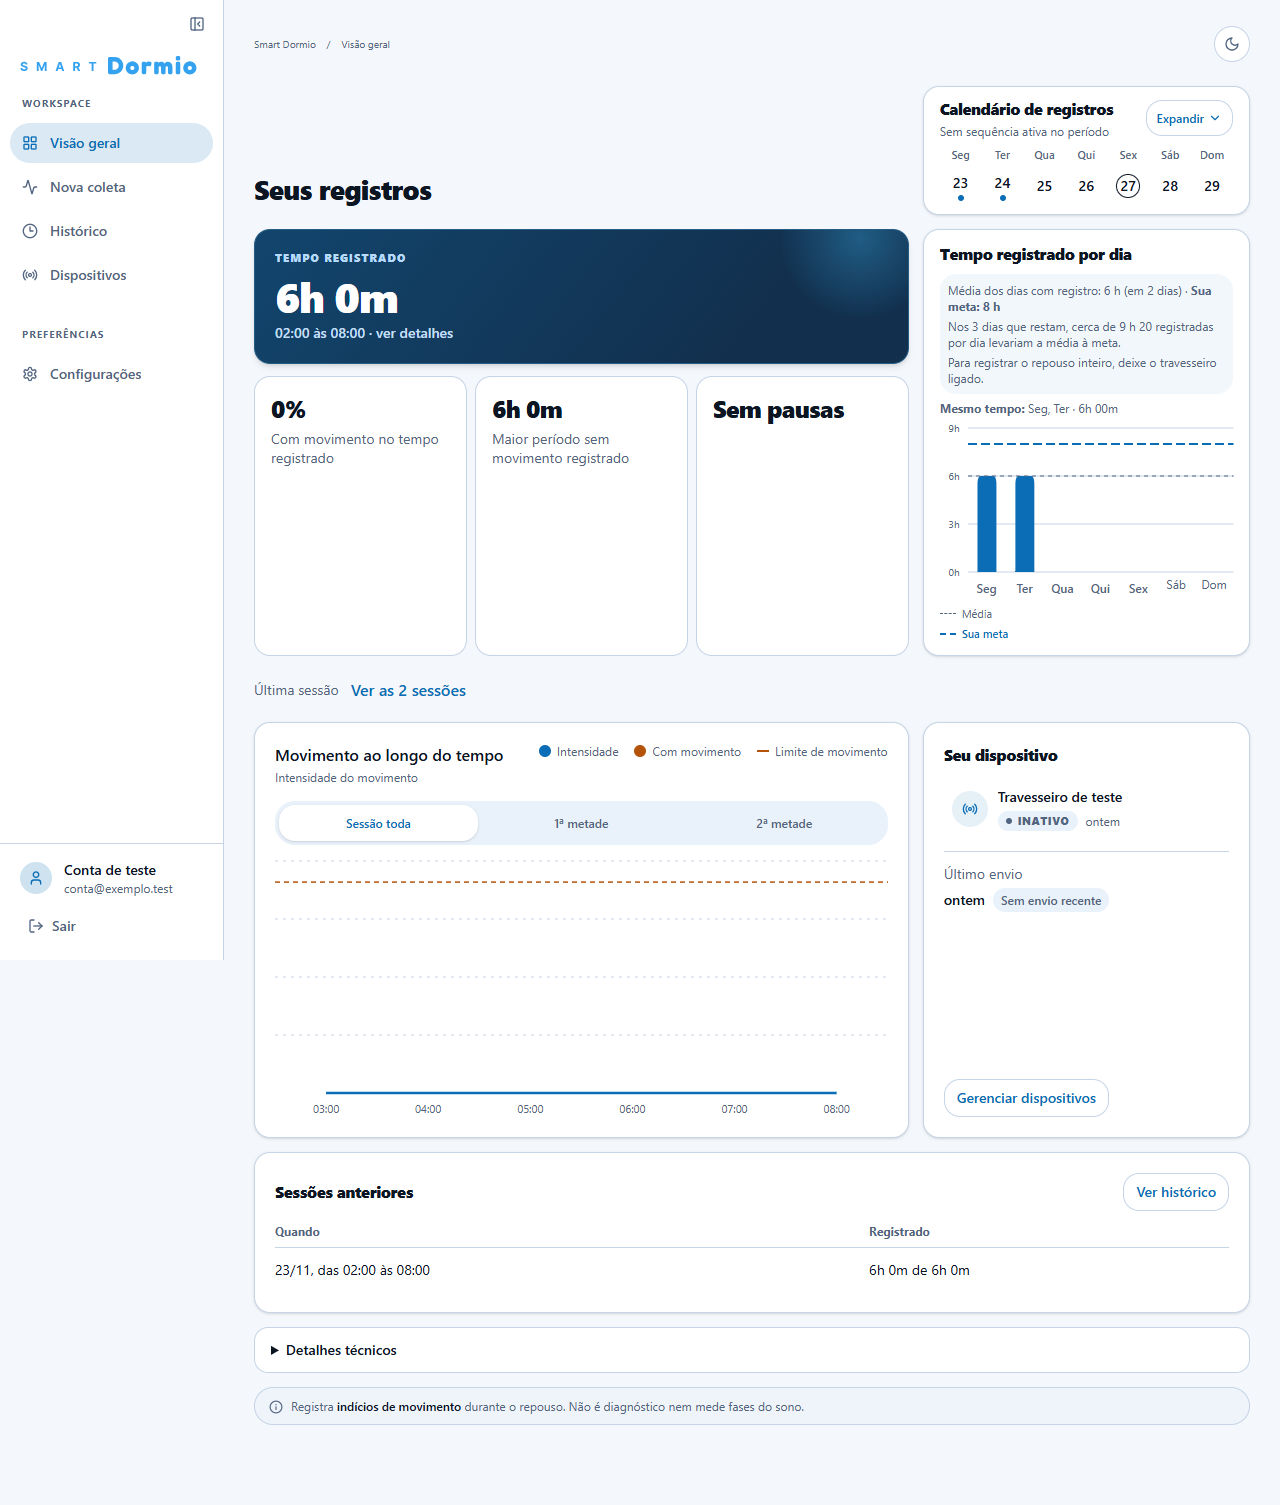 SMART Dormio
WORKSPACE
Visão geral
Nova coleta
Histórico
Dispositivos
PREFERÊNCIAS
Configurações
Conta de teste
conta@exemplo.test
Sair
Smart Dormio / Visão geral
Seus registros
Calendário de registros
Sem sequência ativa no período
Expandir
Seg Ter Qua Qui Sex Sáb Dom
23 24 25 26 27 28 29
TEMPO REGISTRADO
6h 0m
02:00 às 08:00 · ver detalhes
0%
Com movimento no tempo
registrado
6h 0m
Maior período sem
movimento registrado
Sem pausas
Tempo registrado por dia
Média dos dias com registro: 6 h (em 2 dias) · Sua
meta: 8 h
Nos 3 dias que restam, cerca de 9 h 20 registradas
por dia levariam a média à meta.
Para registrar o repouso inteiro, deixe o travesseiro
ligado.
Mesmo tempo: Seg, Ter · 6h 00m
9h
6h
3h
0h
Seg Ter Qua Qui Sex Sáb Dom
Média
Sua meta
Última sessão Ver as 2 sessões
Movimento ao longo do tempo
Intensidade do movimento
Intensidade Com movimento Limite de movimento
Sessão toda 1ª metade 2ª metade
03:00 04:00 05:00 06:00 07:00 08:00
Seu dispositivo
Travesseiro de teste
INATIVO ontem
Último envio
ontem Sem envio recente
Gerenciar dispositivos
Sessões anteriores
Ver histórico
Quando Registrado
23/11, das 02:00 às 08:00 6h 0m de 6h 0m
Detalhes técnicos
Registra indícios de movimento durante o repouso. Não é diagnóstico nem mede fases do sono.